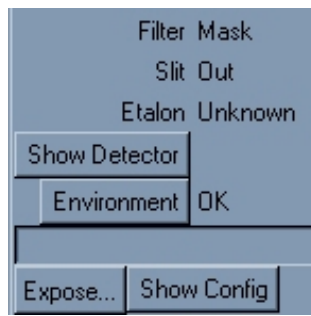 Filter Mask
Slit Out
Etalon Unknown
Show Detector
Environment OK
Expose... Show Config